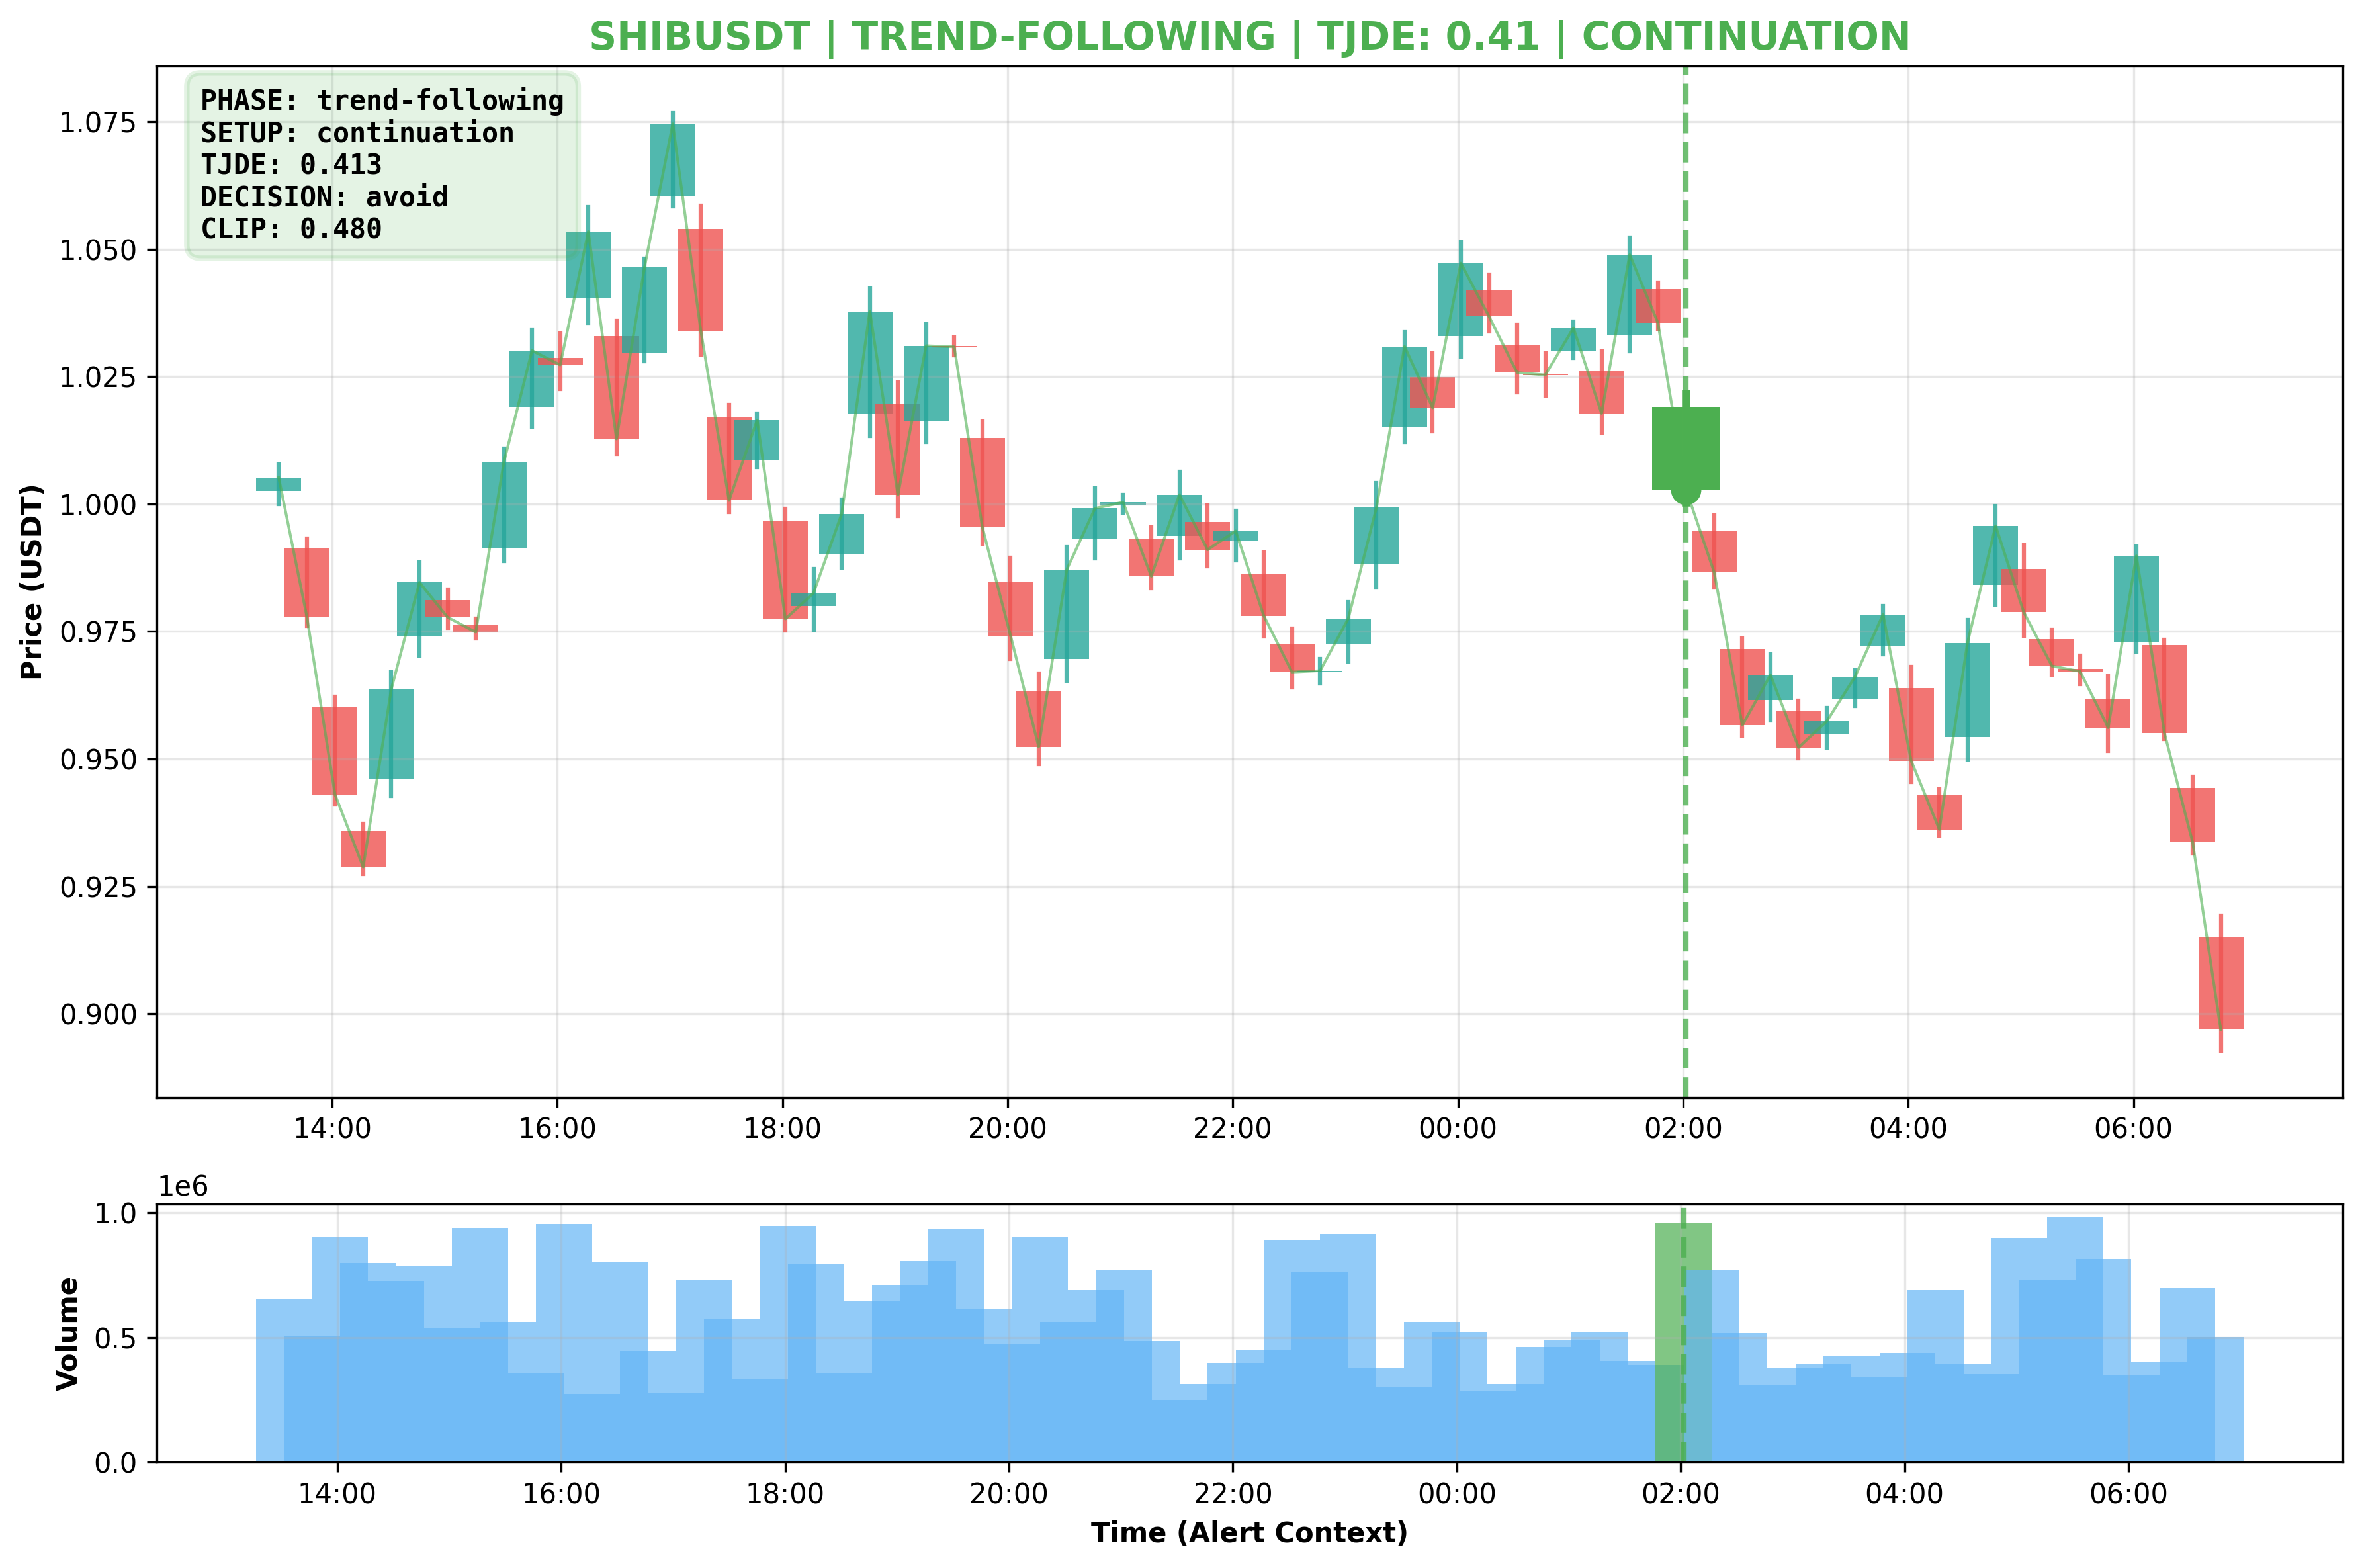 SHIBUSDT | TREND-FOLLOWING | TJDE: 0.41 | CONTINUATION
PHASE: trend-following
SETUP: continuation
TJDE: 0.413
DECISION: avoid
CLIP: 0.480
Price (USDT)
1.075
1.050
1.025
1.000
0.975
0.950
0.925
0.900
14:00 16:00 18:00 20:00 22:00 00:00 02:00 04:00 06:00
1e6
Volume
1.0
0.5
0.0
14:00 16:00 18:00 20:00 22:00 00:00 02:00 04:00 06:00
Time (Alert Context)